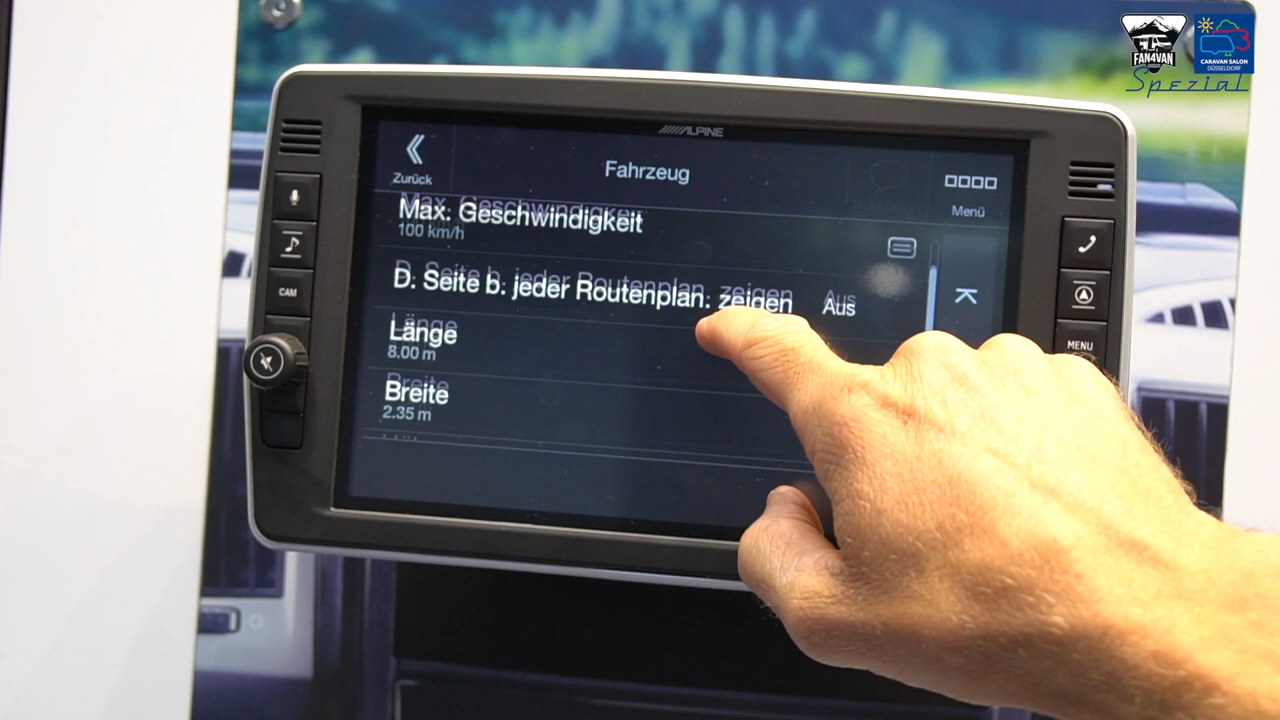 FAN4VAN
CARAVAN SALON
DÜSSELDORF
Spezial
ALPINE
Zurück
Fahrzeug
Menü
Max. Geschwindigkeit
100 km/h
D. Seite b. jeder Routenplan. zeigen Aus
Länge
8.00 m
Breite
2.35 m
CAM
MENU